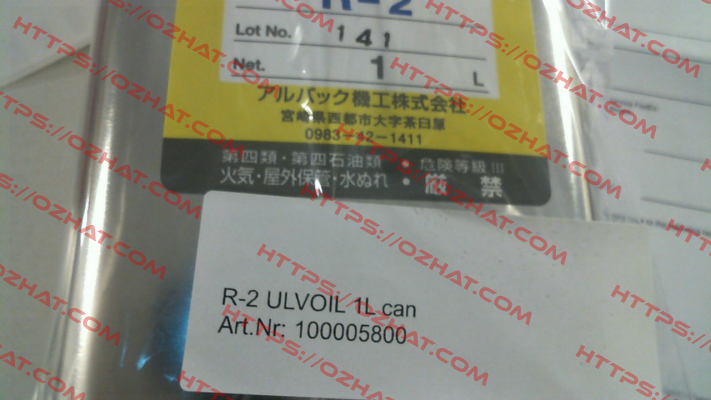 R-2
Lot No. 141
Net. 1 L
アルバック機工株式会社
宮崎県西都市大字茶臼原
0983-42-1411
第四類・第四石油類・危険等級III
火気・屋外保管・水ぬれ・厳禁
R-2 ULVOIL 1L can
Art.Nr: 100005800
HTTPS://OZHAT.COM